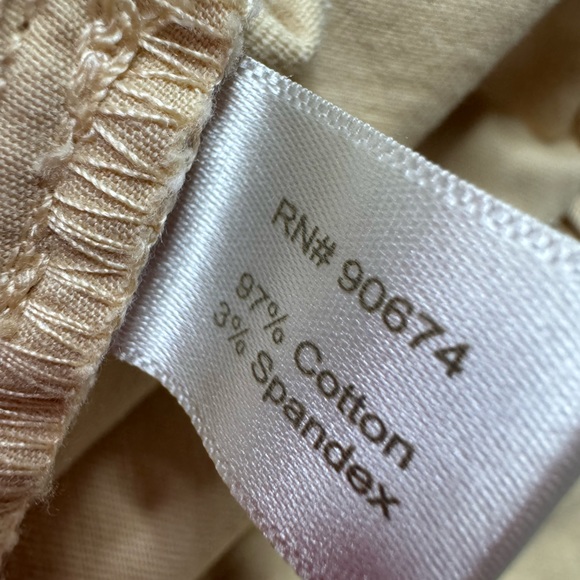 RN# 90674
97% Cotton
3% Spandex